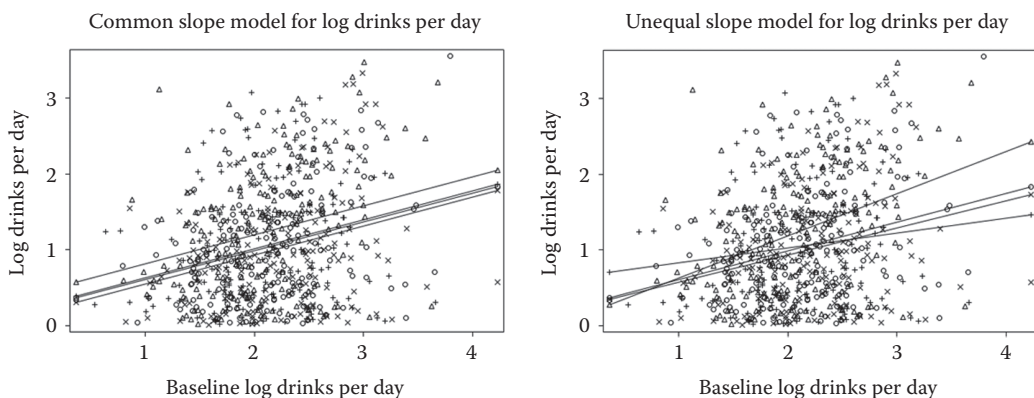 Common slope model for log drinks per day
Log drinks per day
3
2
1
0
1 2 3 4
Baseline log drinks per day
Unequal slope model for log drinks per day
Log drinks per day
3
2
1
0
1 2 3 4
Baseline log drinks per day